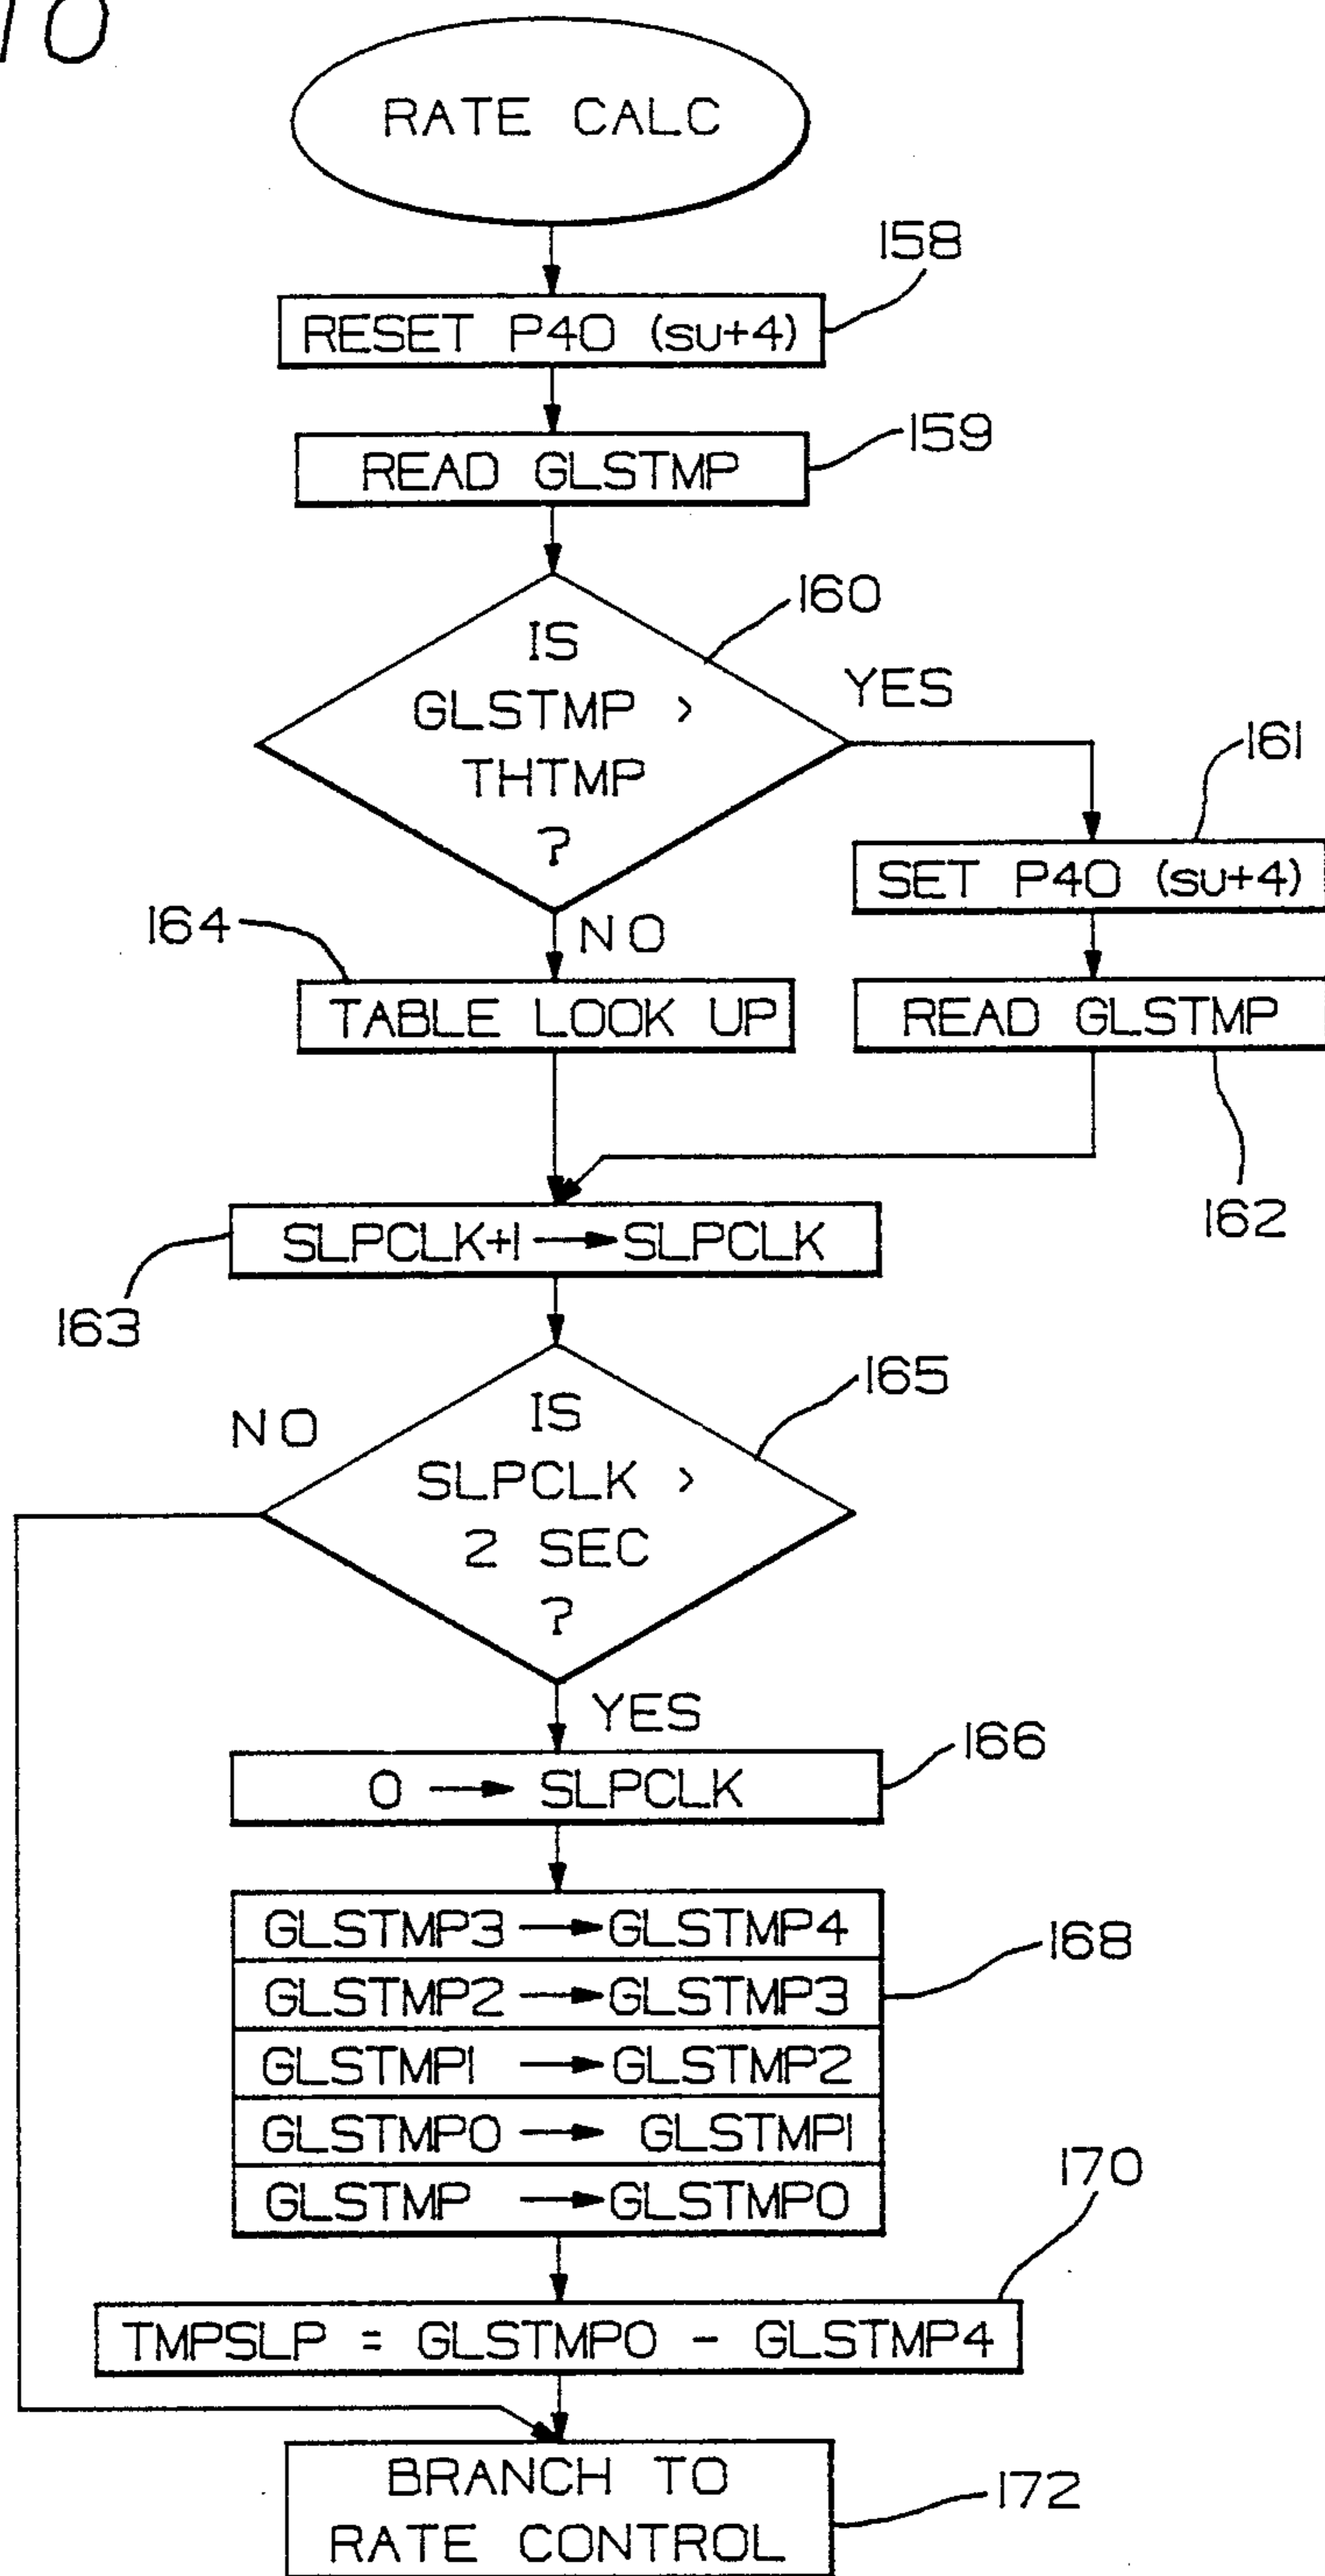 10
RATE CALC
158
RESET P40 (su+4)
159
READ GLSTMP
160
IS
GLSTMP >
THTMP
?
YES
161
SET P40 (su+4)
164
NO
TABLE LOOK UP
READ GLSTMP
162
SLPCLK+1 → SLPCLK
163
165
NO
IS
SLPCLK >
2 SEC
?
YES
166
0 → SLPCLK
GLSTMP3 → GLSTMP4
168
GLSTMP2 → GLSTMP3
GLSTMP1 → GLSTMP2
GLSTMP0 → GLSTMP1
GLSTMP → GLSTMP0
170
TMPSLP = GLSTMP0 - GLSTMP4
BRANCH TO
RATE CONTROL
172